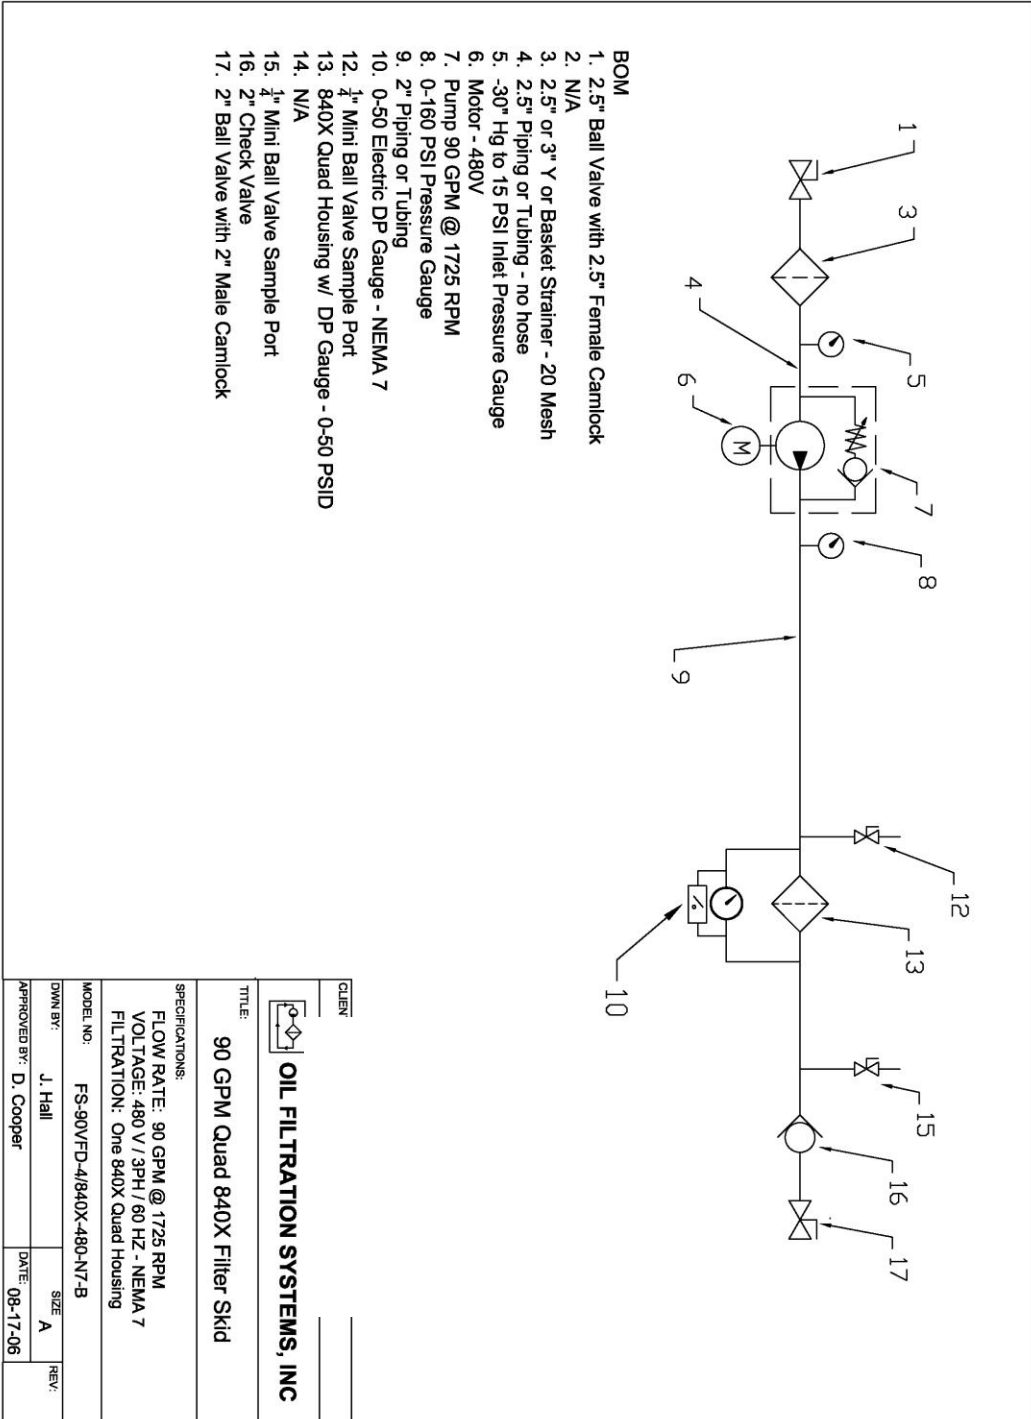 1
3
4
5
6
7
8
9
10
12
13
15
16
17
M
BOM
1. 2.5" Ball Valve with 2.5" Female Camlock
2. N/A
3. 2.5" or 3" Y or Basket Strainer - 20 Mesh
4. 2.5" Piping or Tubing - no hose
5. -30" Hg to 15 PSI Inlet Pressure Gauge
6. Motor - 480V
7. Pump 90 GPM @ 1725 RPM
8. 0-160 PSI Pressure Gauge
9. 2" Piping or Tubing
10. 0-50 Electric DP Gauge - NEMA 7
12. ¼" Mini Ball Valve Sample Port
13. 840X Quad Housing w/ DP Gauge - 0-50 PSID
14. N/A
15. ¼" Mini Ball Valve Sample Port
16. 2" Check Valve
17. 2" Ball Valve with 2" Male Camlock
CLIEN
OIL FILTRATION SYSTEMS, INC
TITLE:
90 GPM Quad 840X Filter Skid
SPECIFICATIONS:
FLOW RATE: 90 GPM @ 1725 RPM
VOLTAGE: 480 V / 3PH / 60 HZ - NEMA 7
FILTRATION: One 840X Quad Housing
MODEL NO: FS-90VFD-4/840X-480-N7-B
DWN BY: J. Hall SIZE A REV:
APPROVED BY: D. Cooper DATE: 08-17-06